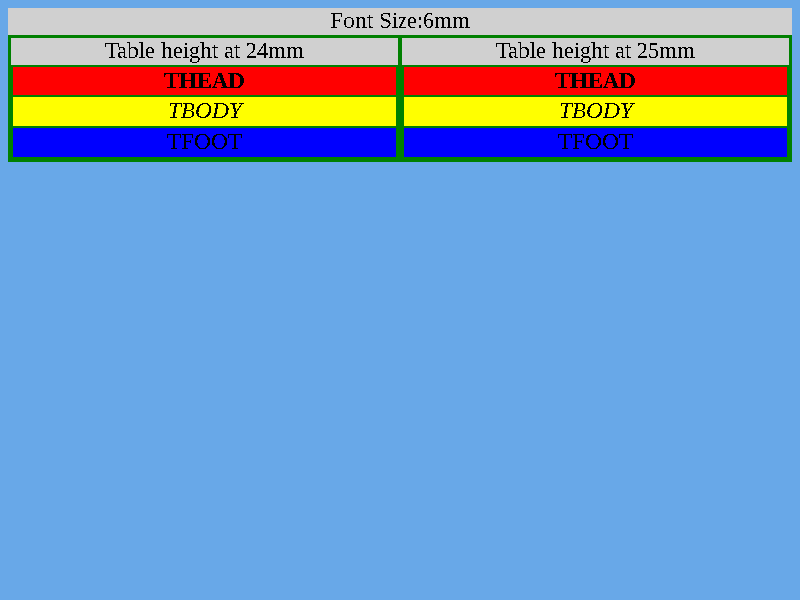 Font Size:6mm
Table height at 24mm Table height at 25mm
THEAD THEAD
TBODY TBODY
TFOOT TFOOT